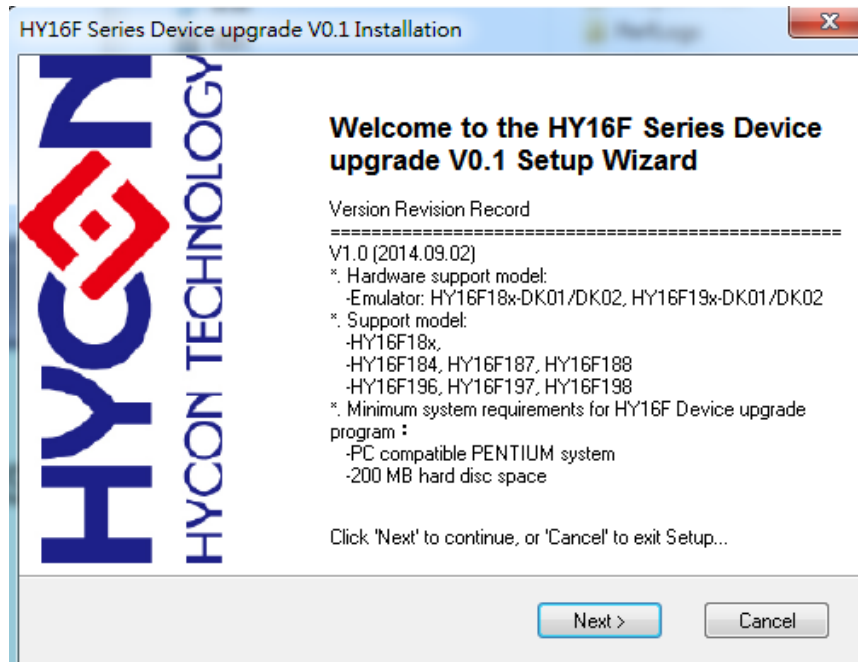 HY16F Series Device upgrade V0.1 Installation
HYCON
HYCON TECHNOLOGY
Welcome to the HY16F Series Device
upgrade V0.1 Setup Wizard
Version Revision Record
==================================================
V1.0 (2014.09.02)
*. Hardware support model:
-Emulator: HY16F18x-DK01/DK02, HY16F19x-DK01/DK02
*. Support model:
-HY16F18x,
-HY16F184, HY16F187, HY16F188
-HY16F196, HY16F197, HY16F198
*. Minimum system requirements for HY16F Device upgrade
program：
-PC compatible PENTIUM system
-200 MB hard disc space
Click 'Next' to continue, or 'Cancel' to exit Setup...
Next >
Cancel